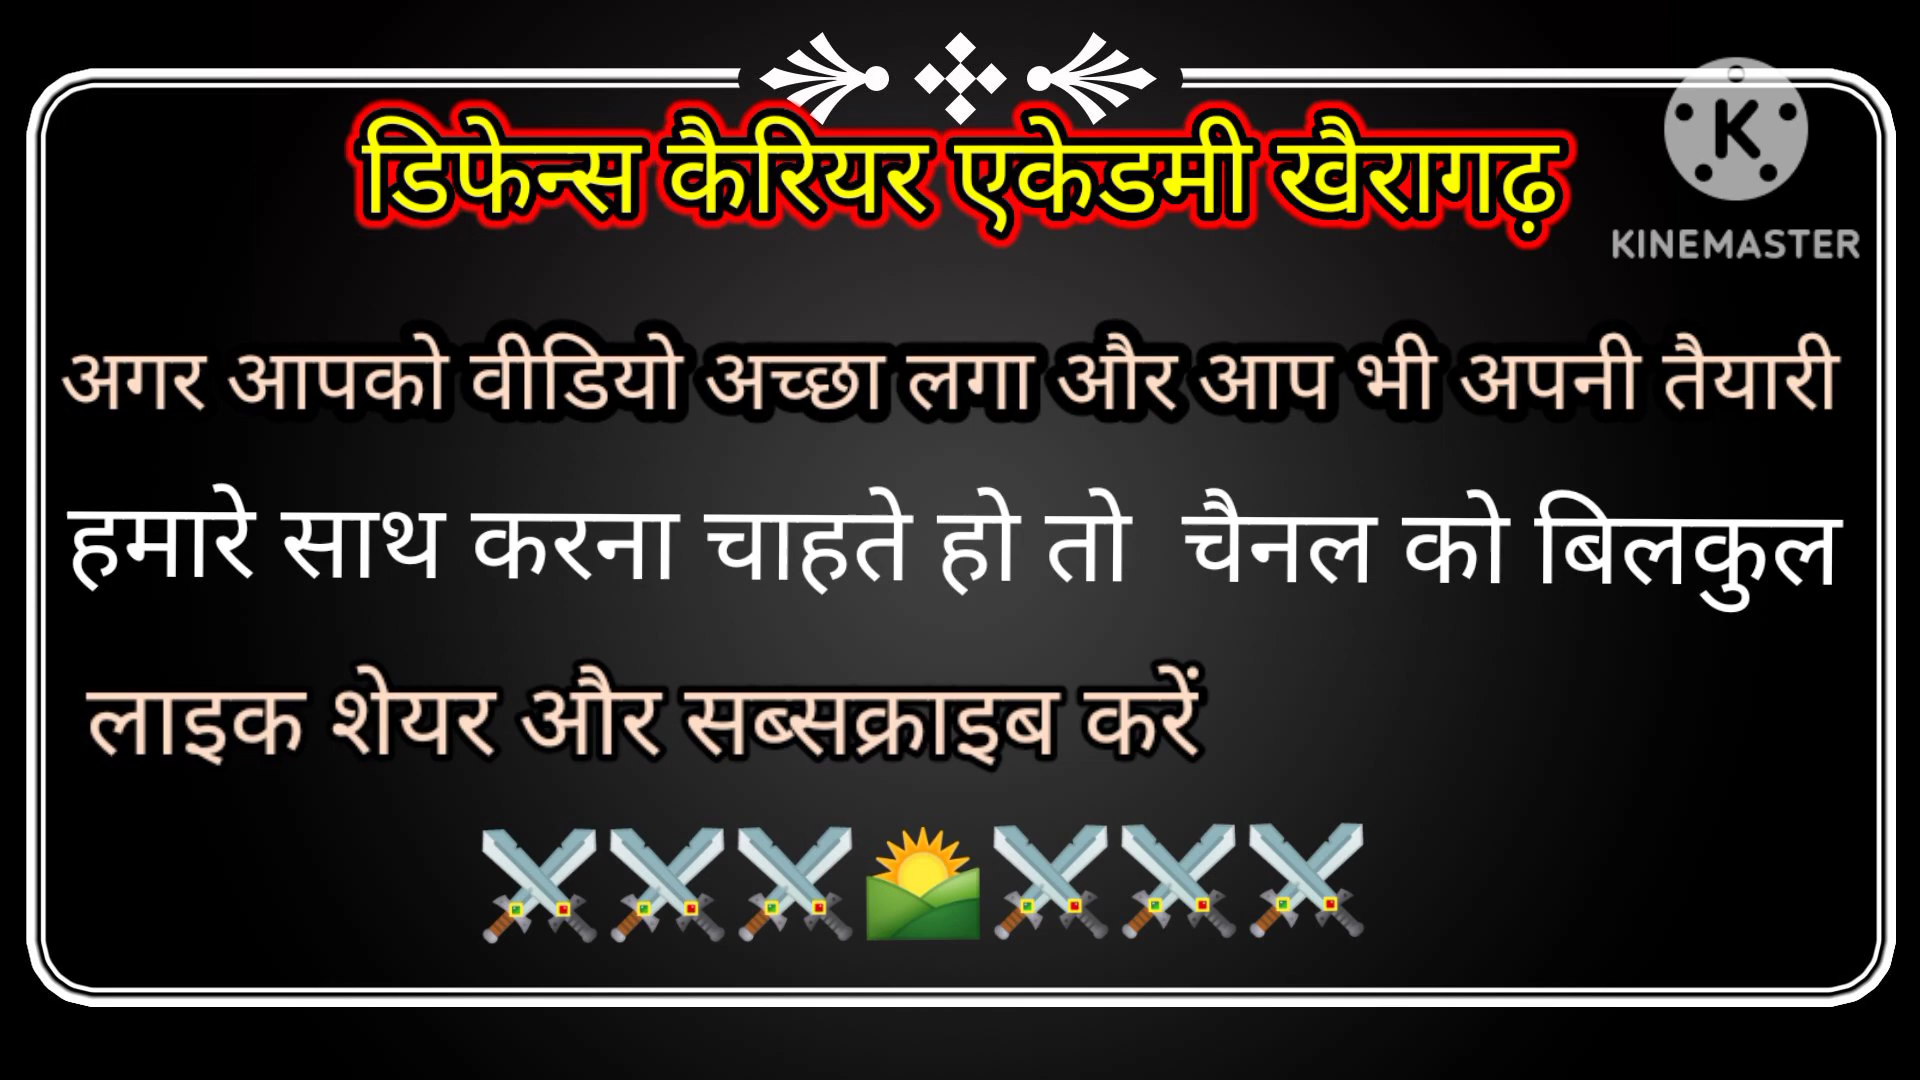 डिफेन्स कैरियर एकेडमी खैरागढ़
KINEMASTER
अगर आपको वीडियो अच्छा लगा और आप भी अपनी तैयारी
हमारे साथ करना चाहते हो तो चैनल को बिलकुल
लाइक शेयर और सब्सक्राइब करें